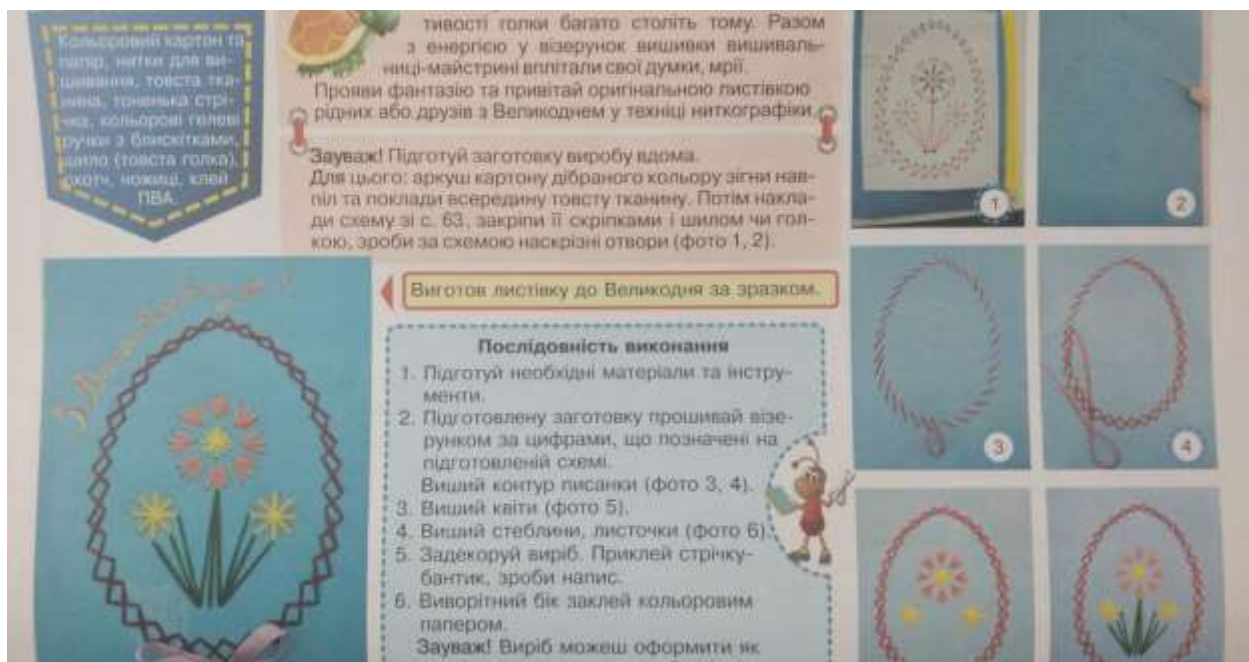 Кольоровий картон та
папір, нитки для ви-
шивання, товста тка-
нина, тоненька стрі-
чка, кольорові гелеві
ручки з блискітками,
шило (товста голка),
скотч, ножиці, клей
ПВА.
тивості голки багато століть тому. Разом
з енергією у візерунок вишивки вишиваль-
ниці-майстрині вплітали свої думки, мрії.
Прояви фантазію та привітай оригінальною листівкою
рідних або друзів з Великоднем у техніці ниткографіки.
Зауваж! Підготуй заготовку виробу вдома.
Для цього: аркуш картону дібраного кольору зігни нав-
піл та поклади всередину товсту тканину. Потім накла-
ди схему зі с. 63, закріпи її скріпками і шилом чи гол-
кою, зроби за схемою наскрізні отвори (фото 1, 2).
Виготов листівку до Великодня за зразком.
Послідовність виконання
1. Підготуй необхідні матеріали та інстру-
менти.
2. Підготовлену заготовку прошивай візе-
рунком за цифрами, що позначені на
підготовленій схемі.
Виший контур писанки (фото 3, 4).
3. Виший квіти (фото 5).
4. Виший стеблини, листочки (фото 6).
5. Задекоруй виріб. Приклей стрічку-
бантик, зроби напис.
6. Виворітний бік заклей кольоровим
папером.
Зауваж! Виріб можеш оформити як
1
2
3
4